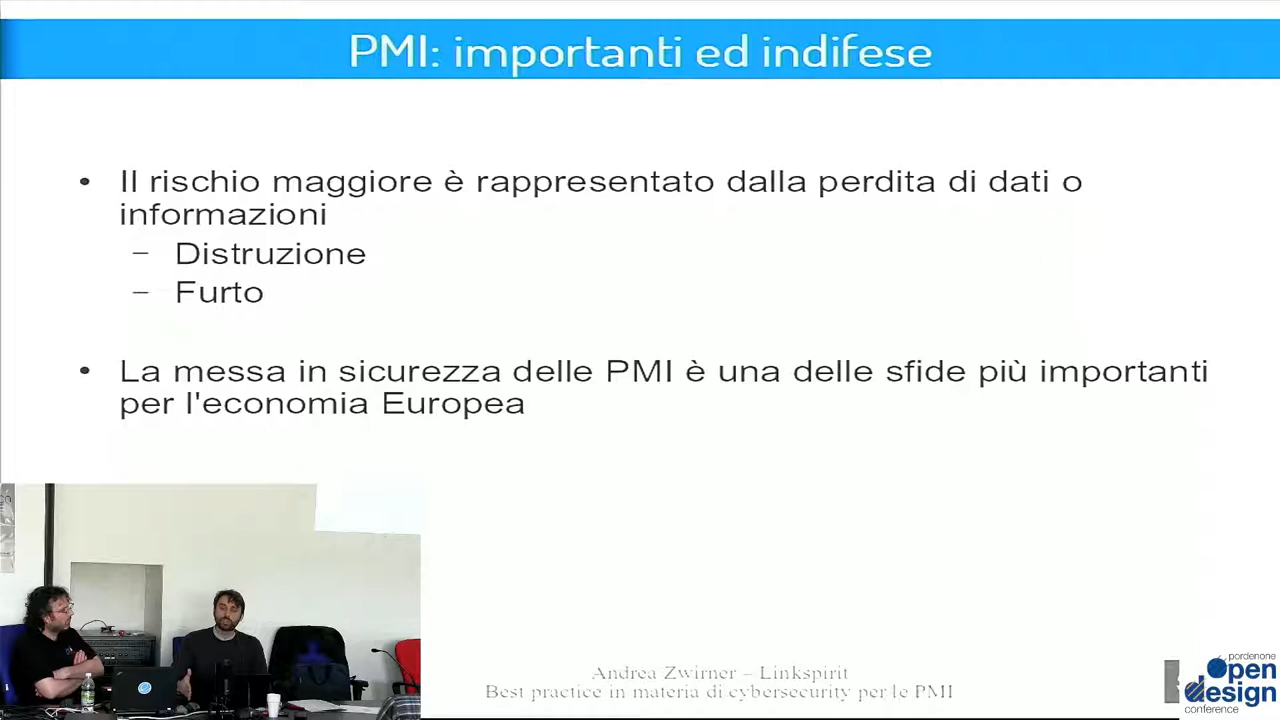 PMI: importanti ed indifese
• Il rischio maggiore è rappresentato dalla perdita di dati o
informazioni
– Distruzione
– Furto
• La messa in sicurezza delle PMI è una delle sfide più importanti
per l'economia Europea
Andrea Zwirner – Linkspirit
Best practice in materia di cybersecurity per le PMI
pordenone
open
design
conference